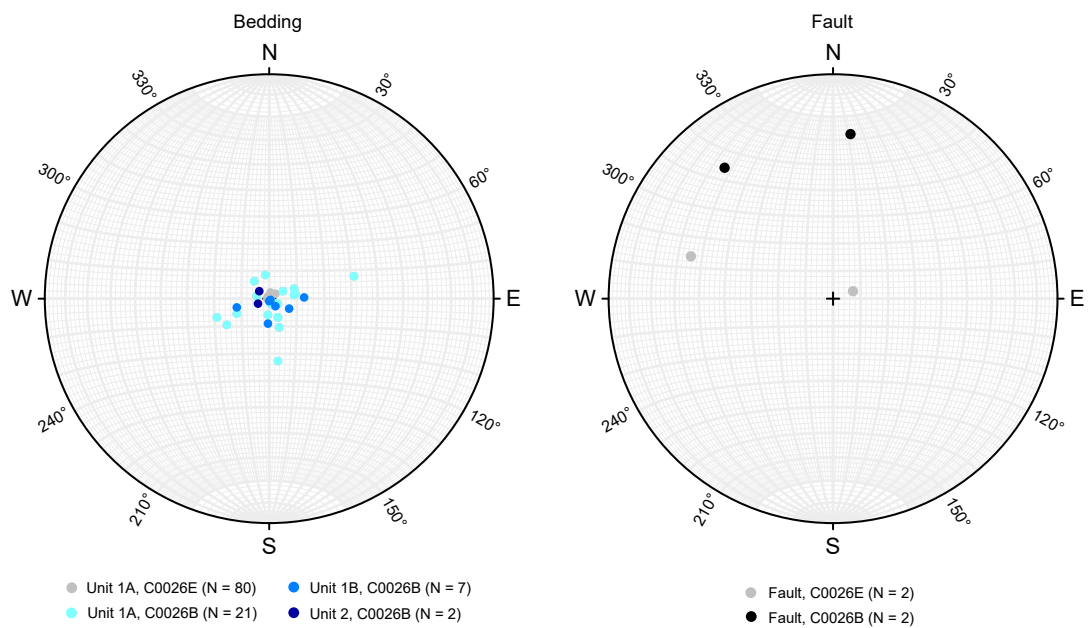 Bedding
N
330°
30°
300°
60°
W
E
240°
120°
210°
150°
S
Unit 1A, C0026E (N = 80)
Unit 1B, C0026B (N = 7)
Unit 1A, C0026B (N = 21)
Unit 2, C0026B (N = 2)
Fault
N
330°
30°
300°
60°
W
E
240°
120°
210°
150°
S
Fault, C0026E (N = 2)
Fault, C0026B (N = 2)